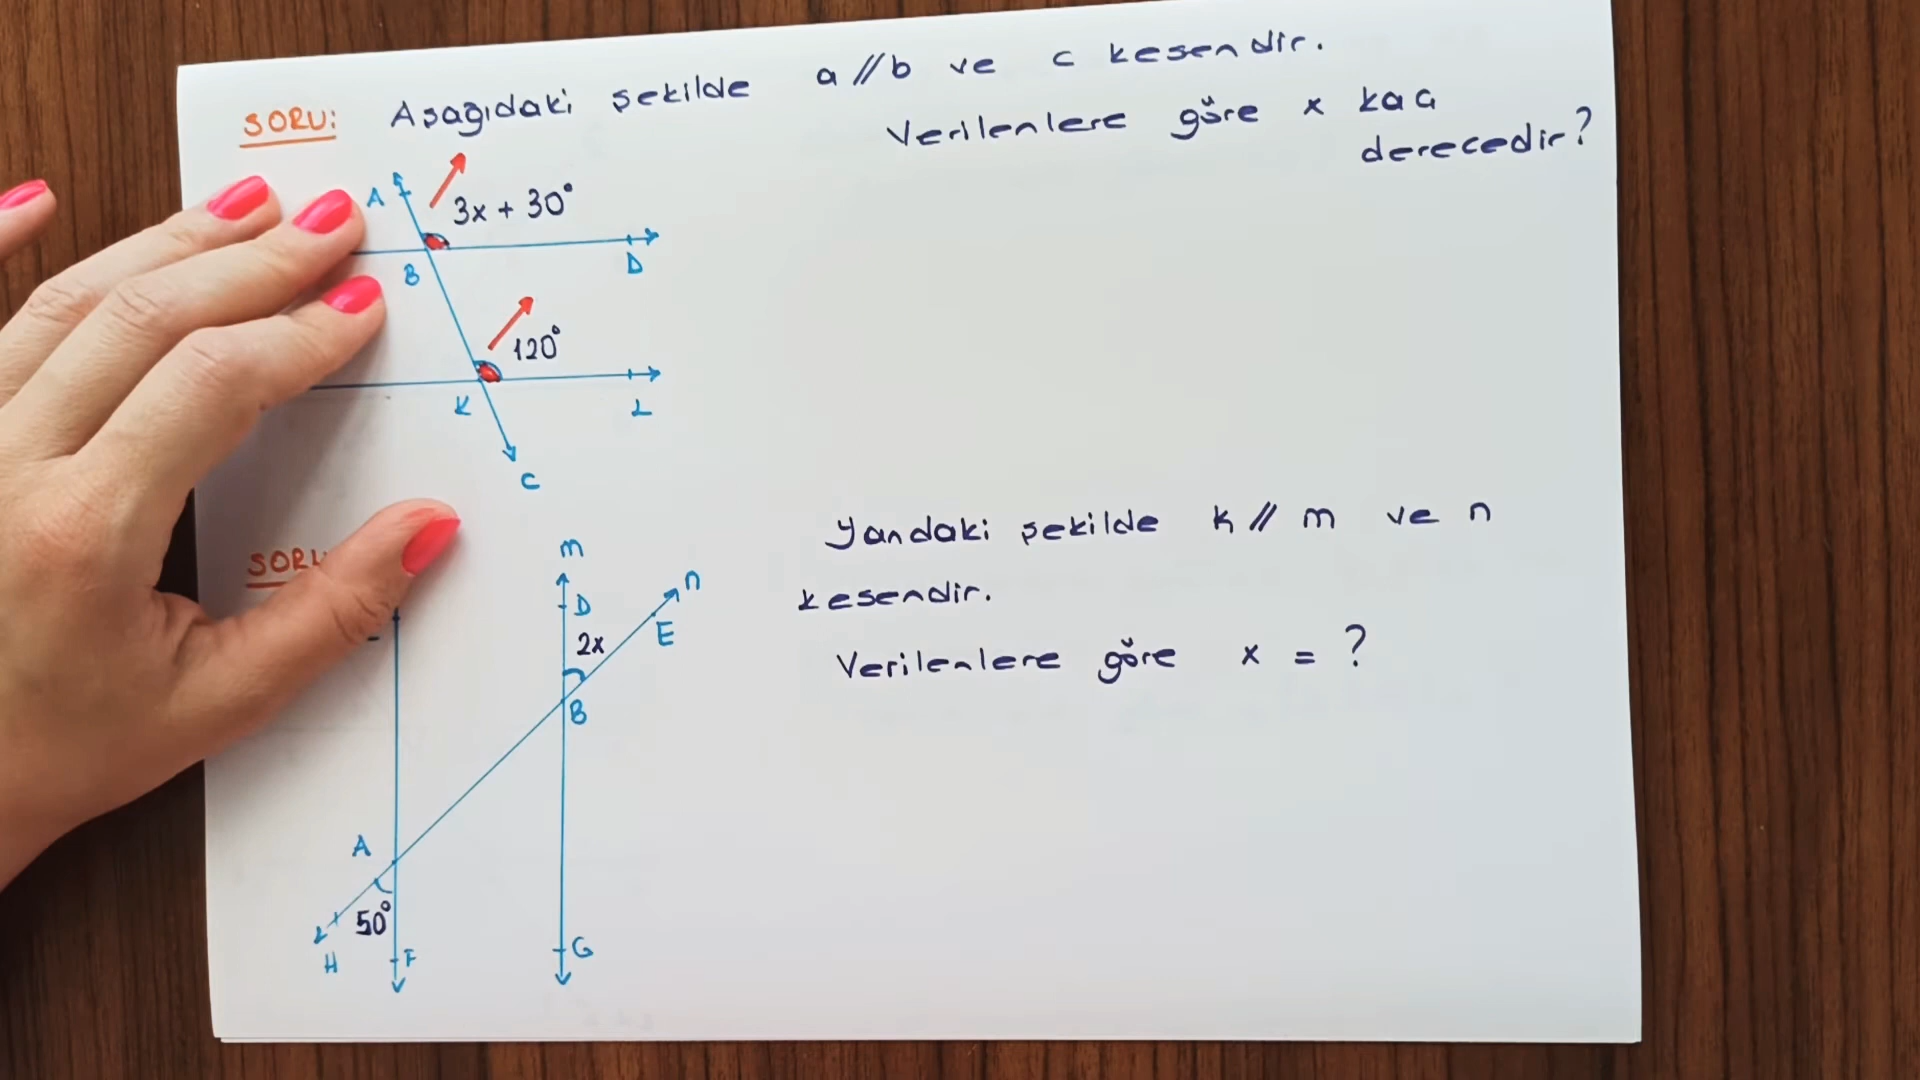 SORU: Aşağıdaki şekilde a // b ve c kesendir.
Verilenlere göre x kaç
derecedir?
A
3x + 30°
B
D
120°
K
L
C
Yandaki şekilde k // m ve n
kesendir.
Verilenlere göre x = ?
m
n
D
E
2x
B
A
50°
H
F
G